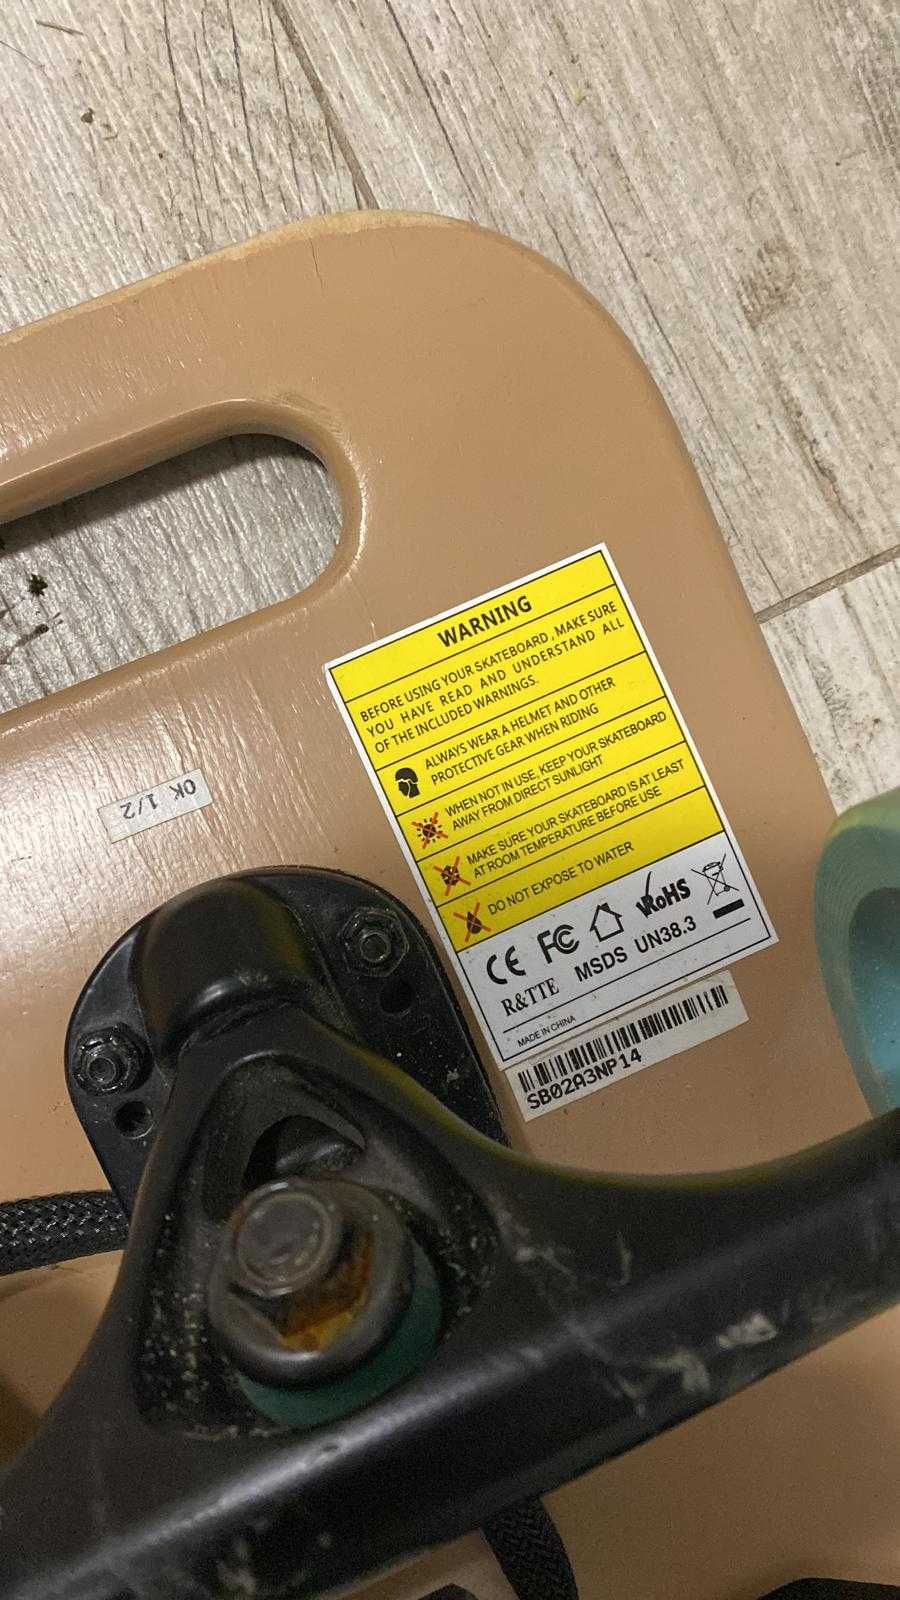 WARNING
BEFORE USING YOUR SKATEBOARD, MAKE SURE
YOU HAVE READ AND UNDERSTAND ALL
OF THE INCLUDED WARNINGS.
ALWAYS WEAR A HELMET AND OTHER
PROTECTIVE GEAR WHEN RIDING
WHEN NOT IN USE, KEEP YOUR SKATEBOARD
AWAY FROM DIRECT SUNLIGHT
MAKE SURE YOUR SKATEBOARD IS AT LEAST
AT ROOM TEMPERATURE BEFORE USE
DO NOT EXPOSE TO WATER
CE FC RoHS
R&TTE MSDS UN38.3
MADE IN CHINA
SB02A3NP14
OK 1/2